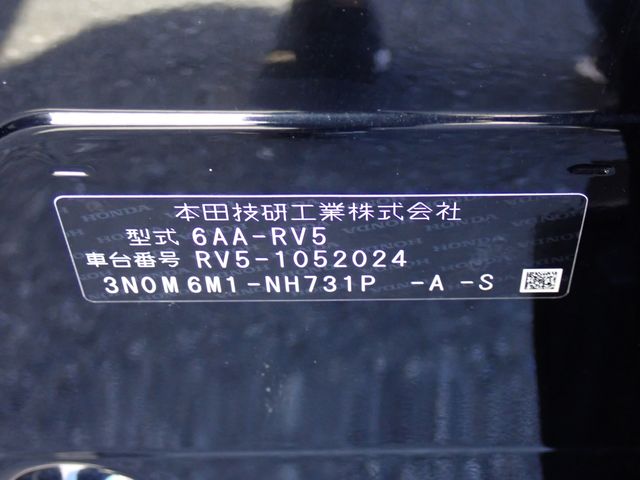 本田技研工業株式会社
型式 6AA-RV5
車台番号 RV5-1052024
3N0M6M1-NH731P -A-S